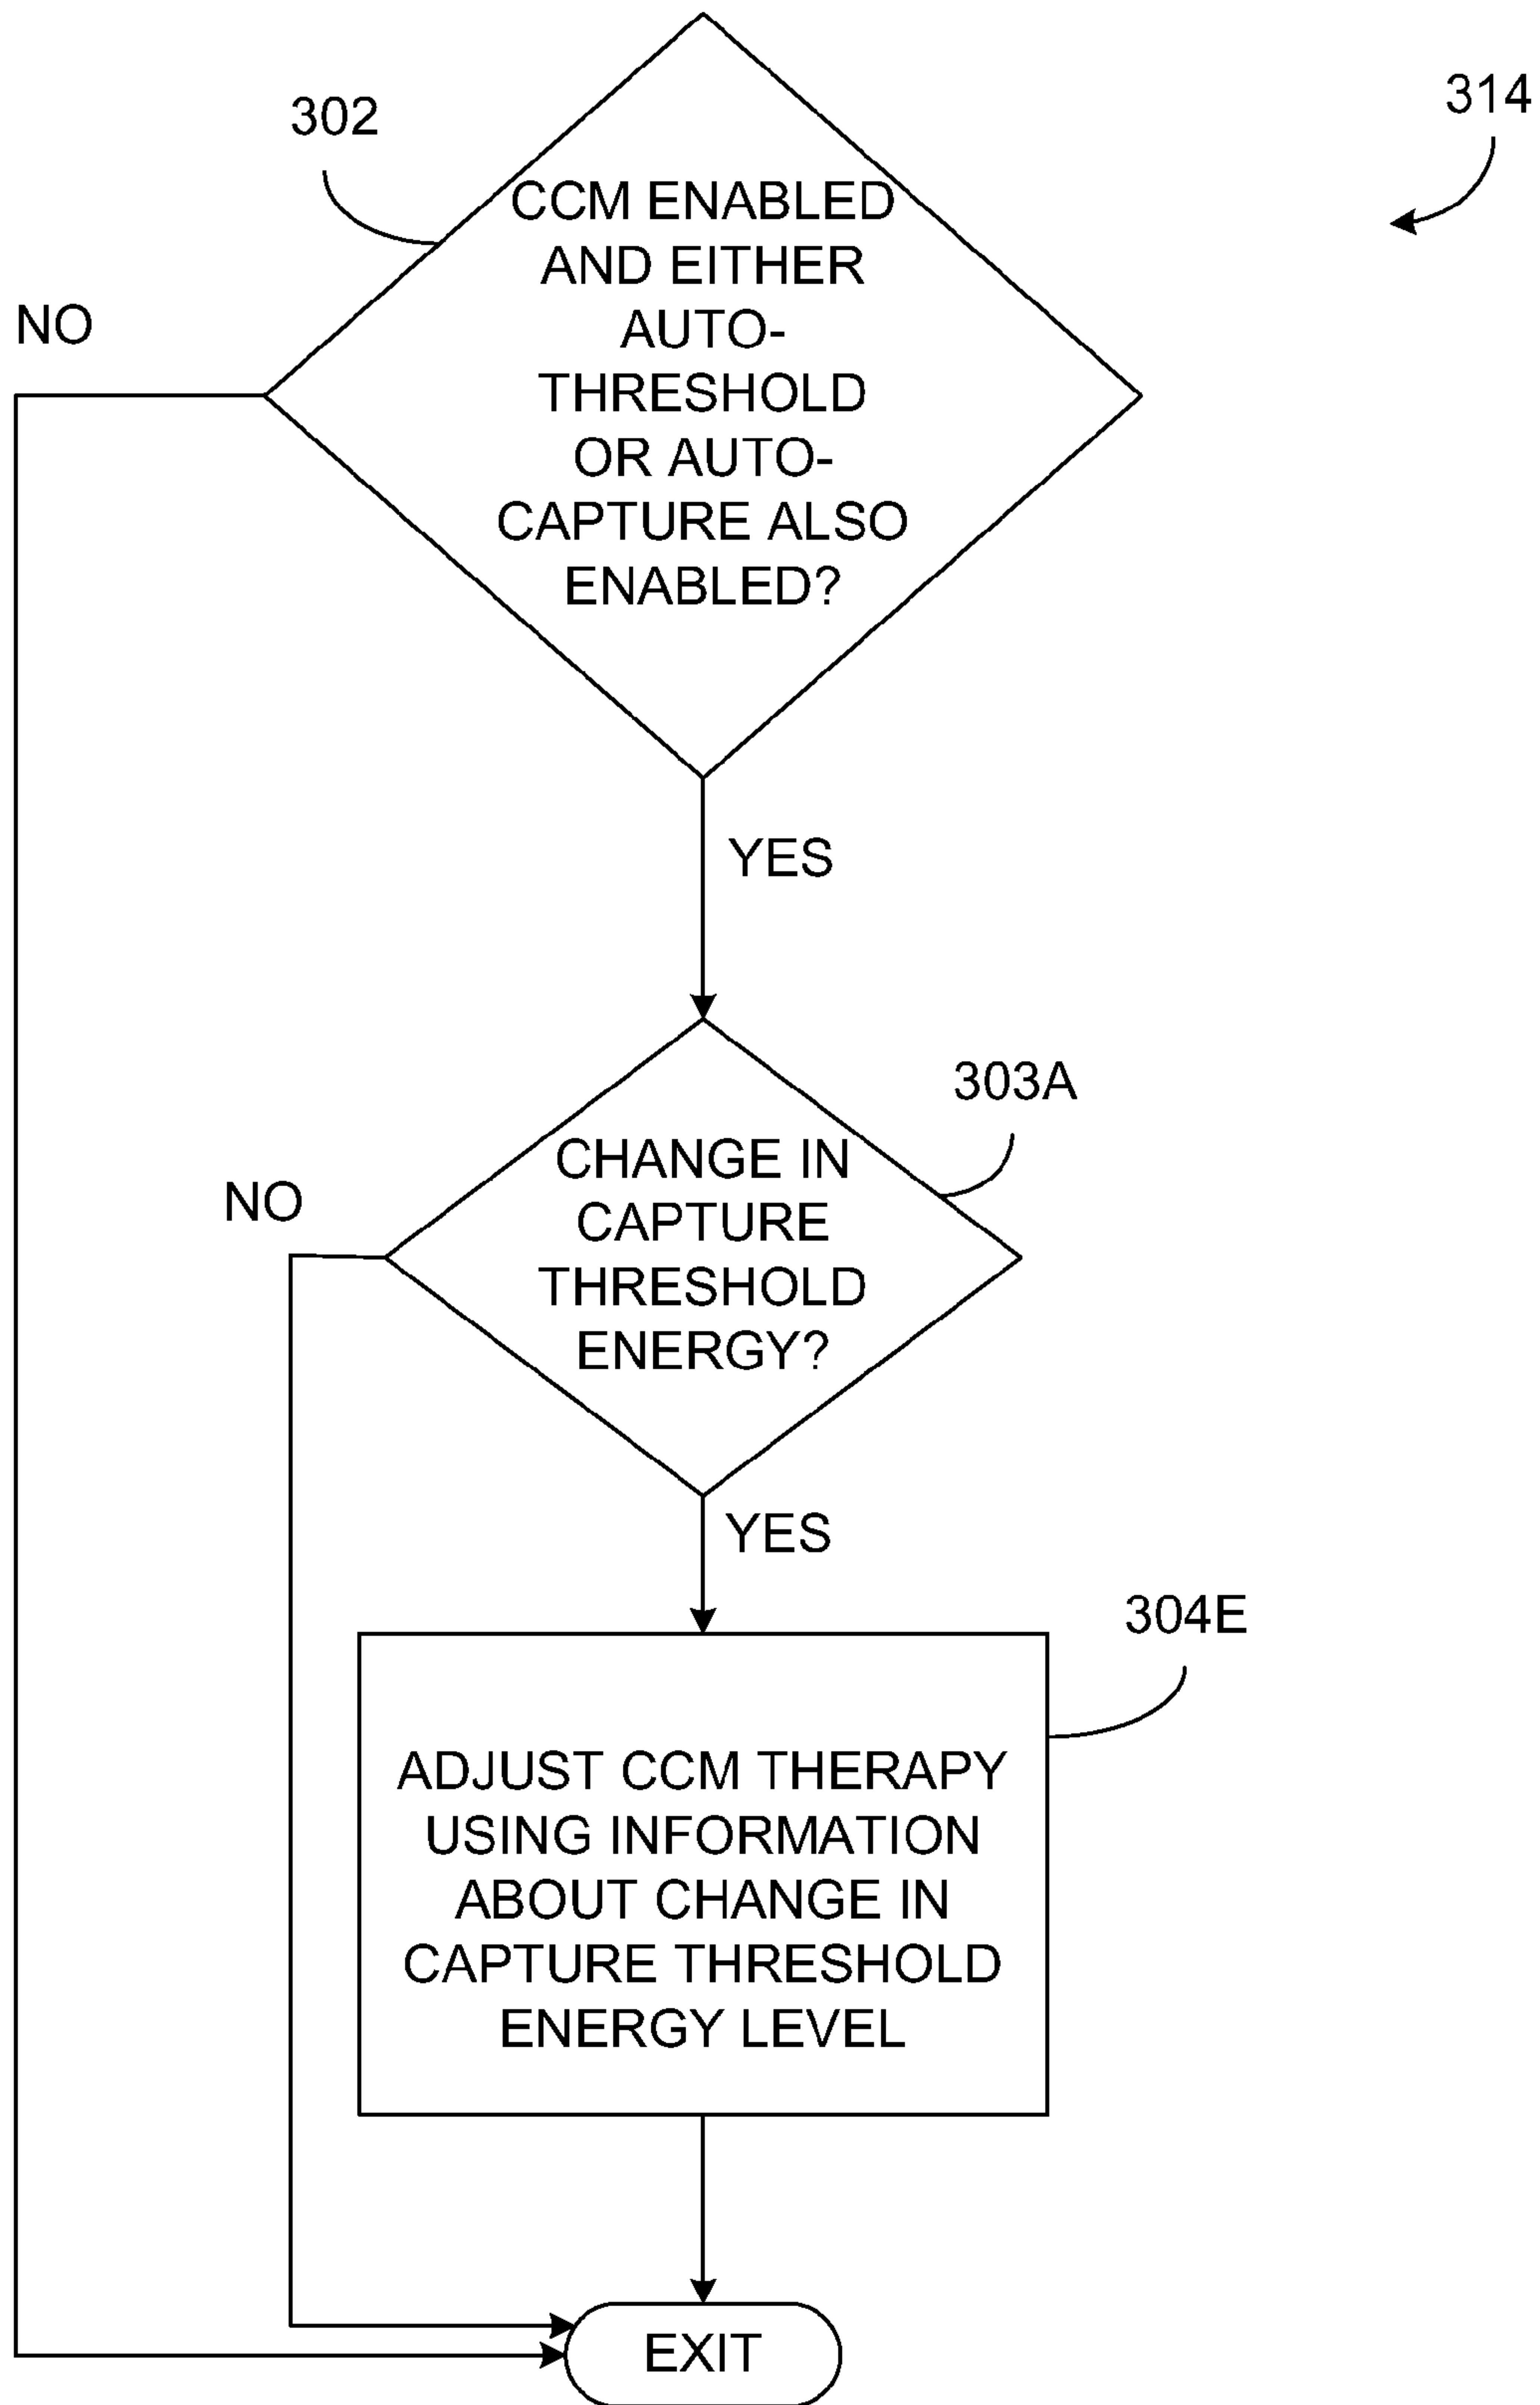 302
314
CCM ENABLED
AND EITHER
AUTO-
THRESHOLD
OR AUTO-
CAPTURE ALSO
ENABLED?
NO
YES
303A
CHANGE IN
CAPTURE
THRESHOLD
ENERGY?
NO
YES
304E
ADJUST CCM THERAPY
USING INFORMATION
ABOUT CHANGE IN
CAPTURE THRESHOLD
ENERGY LEVEL
EXIT